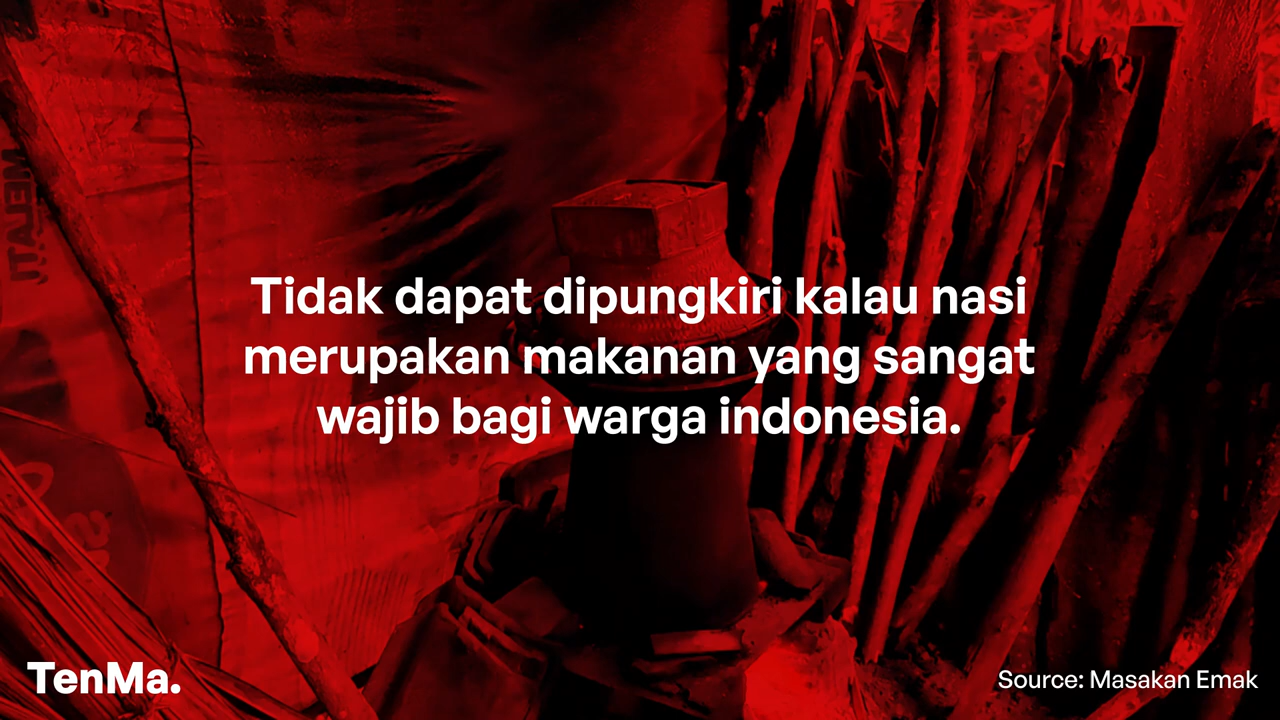 Tidak dapat dipungkiri kalau nasi
merupakan makanan yang sangat
wajib bagi warga indonesia.
TenMa.
Source: Masakan Emak